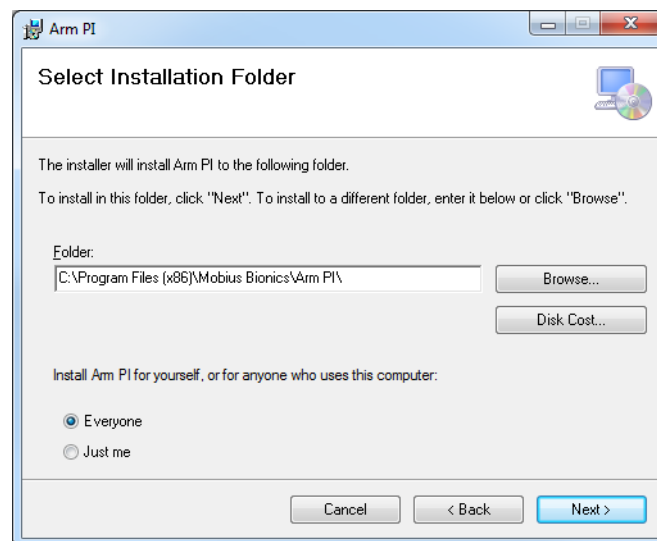 Arm PI
Select Installation Folder
The installer will install Arm PI to the following folder.
To install in this folder, click "Next". To install to a different folder, enter it below or click "Browse".
Folder:
C:\Program Files (x86)\Mobius Bionics\Arm PI\
Browse...
Disk Cost...
Install Arm PI for yourself, or for anyone who uses this computer:
Everyone
Just me
Cancel
< Back
Next >